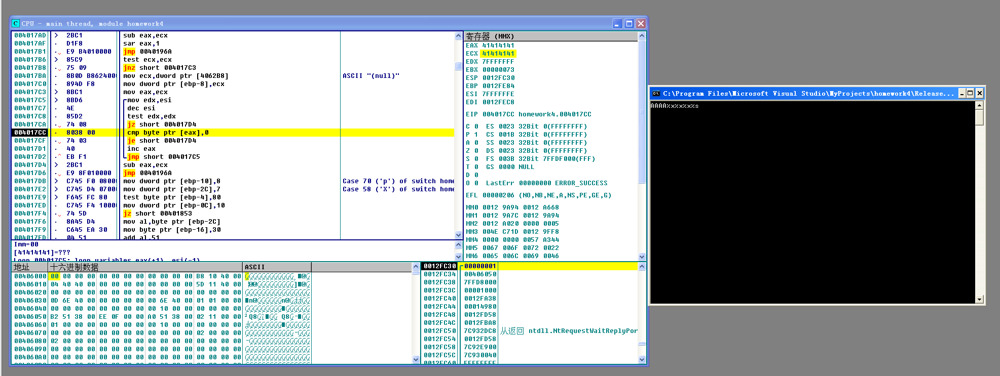 CPU - main thread, module homework4
004017AD > 2BC1 sub eax,ecx
004017AF . D1F8 sar eax,1
004017B1 . E9 B4010000 jmp 0040196A
004017B6 > 85C9 test ecx,ecx
004017B8 . 75 09 jnz short 004017C3
004017BA . 8B0D B862400 mov ecx,dword ptr [4062B8] ASCII "(null)"
004017C0 . 894D F8 mov dword ptr [ebp-8],ecx
004017C3 > 8BC1 mov eax,ecx
004017C5 > 8BD6 mov edx,esi
004017C7 . 4E dec esi
004017C8 . 85D2 test edx,edx
004017CA . 74 08 jz short 004017D4
004017CC . 8038 00 cmp byte ptr [eax],0
004017CF . 74 03 je short 004017D4
004017D1 . 40 inc eax
004017D2 .^ EB F1 jmp short 004017C5
004017D4 > 2BC1 sub eax,ecx
004017D6 . E9 8F010000 jmp 0040196A
004017DB > C745 F0 0800 mov dword ptr [ebp-10],8 Case 70 ('p') of switch home
004017E2 > C745 D4 0700 mov dword ptr [ebp-2C],7 Case 58 ('X') of switch home
004017E9 > F645 FC 80 test byte ptr [ebp-4],80
004017ED . C745 F4 1000 mov dword ptr [ebp-0C],10
004017F4 . 74 5D jz short 00401853
004017F6 . 8A45 D4 mov al,byte ptr [ebp-2C]
004017F9 . C645 EA 30 mov byte ptr [ebp-16],30
004017FD . 04 51 add al,51
Imm=00
[41414141]=???
Loop 004017C5: loop variables eax(+1), esi(-1)
寄存器 (MMX)
EAX 41414141
ECX 41414141
EDX 7FFFFFFF
EBX 00000073
ESP 0012FC30
EBP 0012FE84
ESI 7FFFFFFE
EDI 0012FEC8
EIP 004017CC homework4.004017CC
C 0 ES 0023 32Bit 0(FFFFFFFF)
P 1 CS 001B 32Bit 0(FFFFFFFF)
A 0 SS 0023 32Bit 0(FFFFFFFF)
Z 0 DS 0023 32Bit 0(FFFFFFFF)
S 0 FS 003B 32Bit 7FFDF000(FFF)
T 0 GS 0000 NULL
D 0
O 0 LastErr 00000000 ERROR_SUCCESS
EFL 00000206 (NO,NB,NE,A,NS,PE,GE,G)
MM0 0012 9A94 0012 A668
MM1 0012 9A7C 0012 9A94
MM2 0012 A020 0000 0005
MM3 004E C71D 0012 9FF8
MM4 0000 0000 0057 A344
MM5 0067 006F 0072 0022
MM6 0065 006C 0069 0046
地址 十六进制数据 ASCII
00406000 00 00 00 00 00 00 00 00 00 00 00 00 B8 10 40 00
00406010 04 40 40 00 00 00 00 00 00 00 00 00 5D 11 40 00
00406020 00 00 00 00 00 00 00 00 00 00 00 00 00 00 00 00
00406030 0D 6E 40 00 00 00 00 00 00 6E 40 00 01 01 00 00
00406040 00 00 00 00 00 00 00 00 00 10 00 00 00 00 00 00
00406050 B2 51 38 00 EE 0F 00 00 A0 51 38 00 02 11 00 00
00406060 01 00 00 00 00 00 00 00 00 10 00 00 00 00 00 00
00406070 00 00 00 00 00 00 00 00 00 00 00 00 02 00 00 00
00406080 02 00 00 00 00 00 00 00 00 00 00 00 00 00 00 00
00406090 00 00 00 00 00 00 00 00 00 00 00 00 00 00 00 00
004060A0 00 00 00 00 00 00 00 00 00 00 00 00 00 00 00 00
0012FC30 00000001
0012FC34 00406050
0012FC38 7FFD8000
0012FC3C 00001000
0012FC40 0012FA38
0012FC44 00014980
0012FC48 0012FD58
0012FC4C 0012FBA8
0012FC50 7C932DC8 从返回 ntdll.NtRequestWaitReplyPor
0012FC54 0012FD58
0012FC58 7C92E900
0012FC5C 7C930040
0012FC60 FFFFFFFF
C:\Program Files\Microsoft Visual Studio\MyProjects\homework4\Release...
AAAA%x%x%x%s